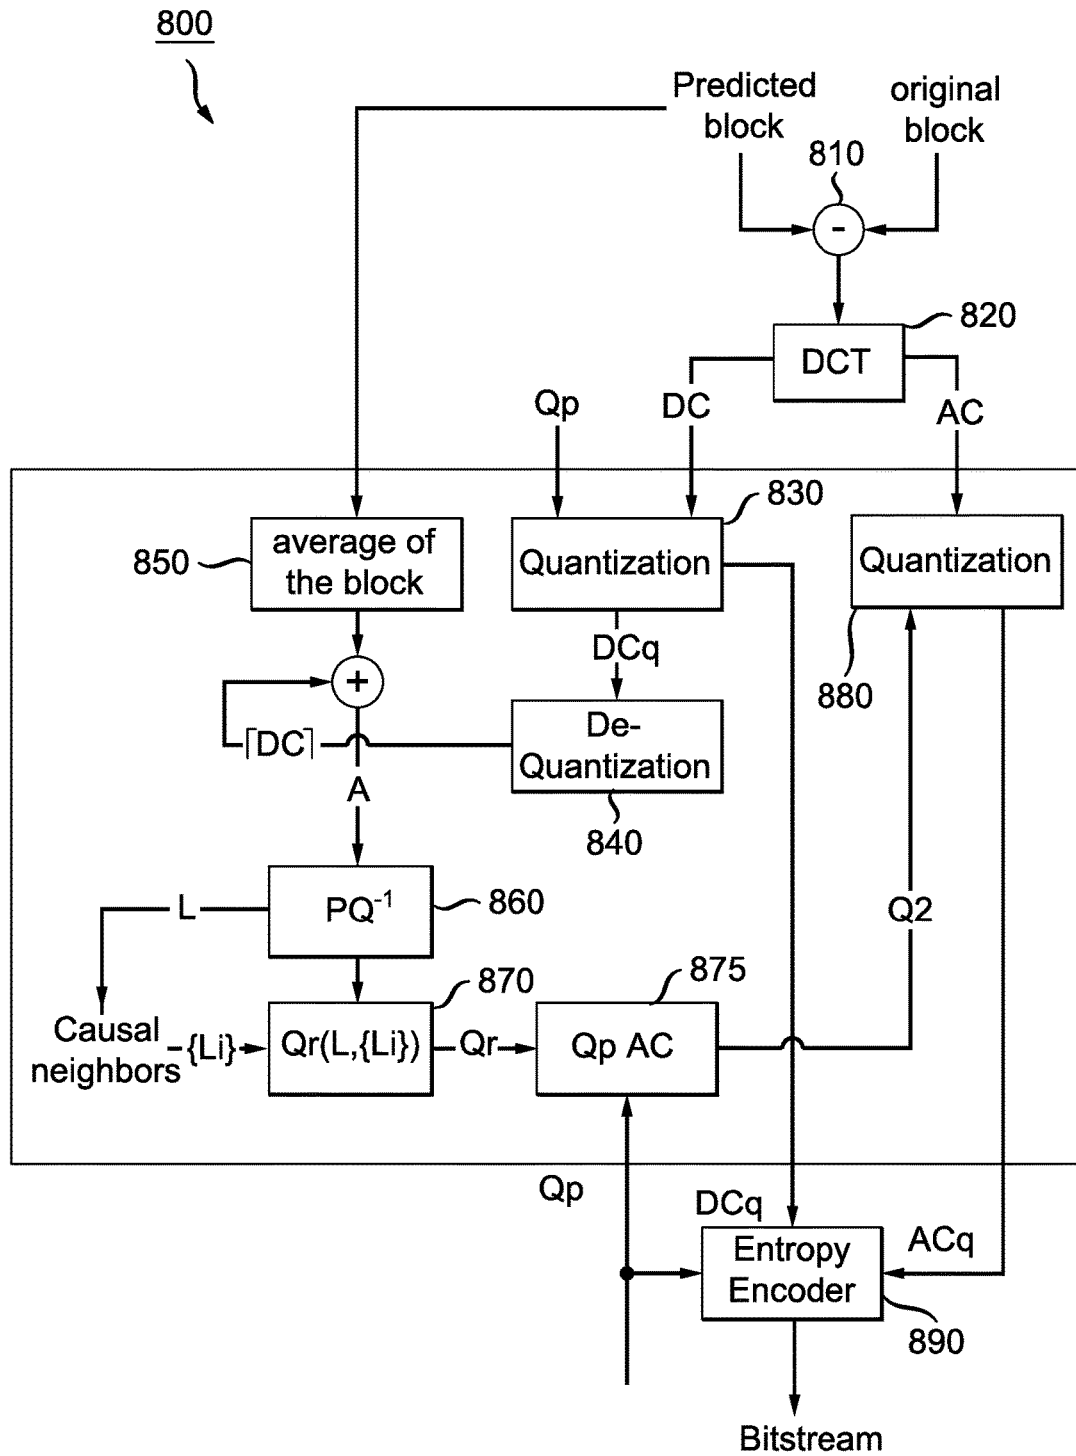 800
Predicted
block
original
block
810
-
820
DCT
Qp
DC
AC
830
850
average of
the block
Quantization
Quantization
DCq
880
+
⌈DC⌉
De-
Quantization
A
840
L
PQ⁻¹
860
Q2
875
870
Causal
neighbors
{Li}
Qr(L,{Li})
Qr
Qp AC
Qp
DCq
ACq
Entropy
Encoder
890
Bitstream